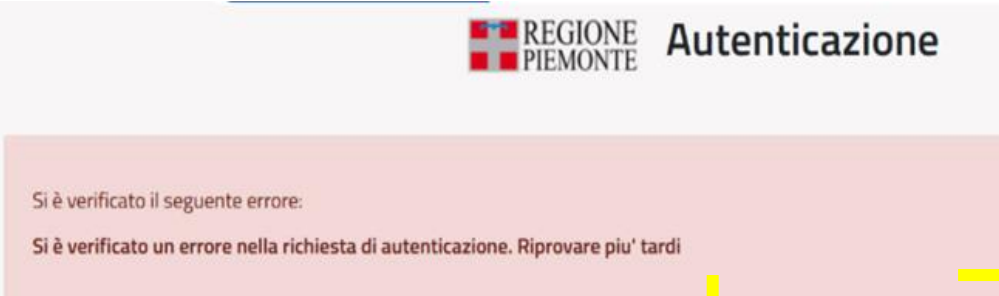 REGIONE
PIEMONTE
Autenticazione
Si è verificato il seguente errore:
Si è verificato un errore nella richiesta di autenticazione. Riprovare piu' tardi